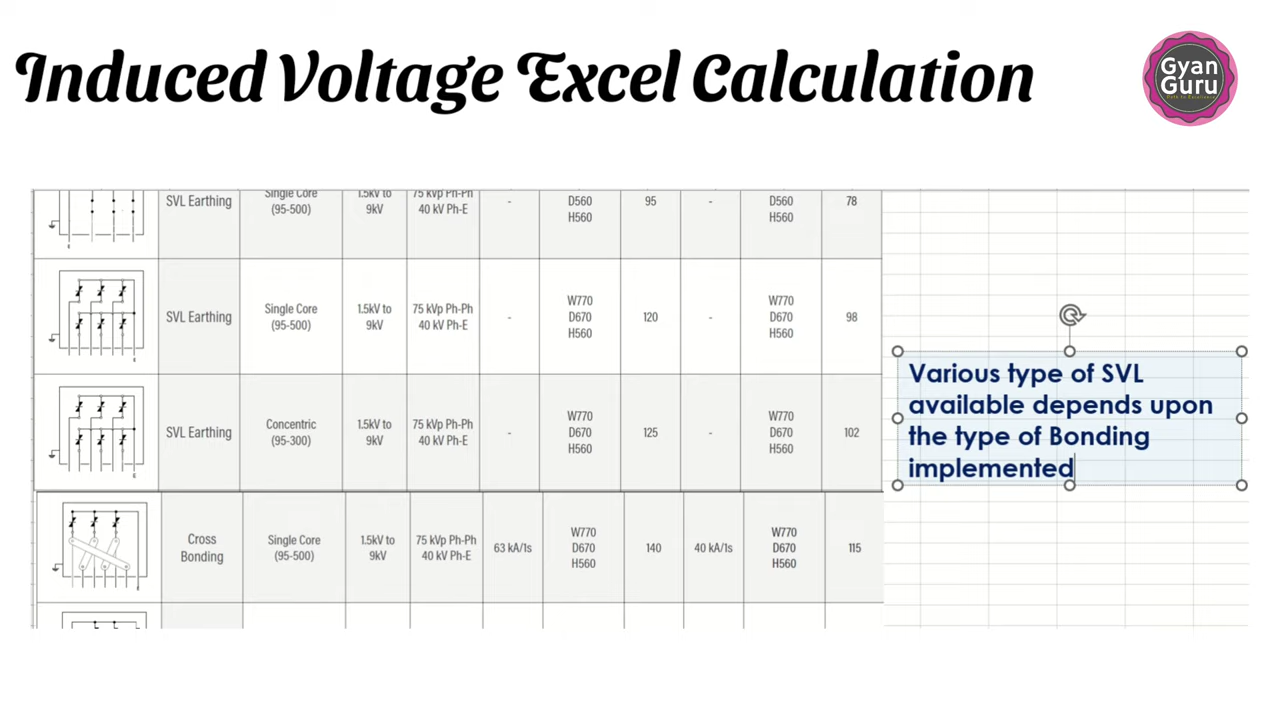 Induced Voltage Excel Calculation
Gyan
Guru
SVL Earthing
Single Core
(95-500)
1.5kV to
9kV
75 kVp Ph-Ph
40 kV Ph-E
-
D560
H560
95
-
D560
H560
78
SVL Earthing
Single Core
(95-500)
1.5kV to
9kV
75 kVp Ph-Ph
40 kV Ph-E
-
W770
D670
H560
120
-
W770
D670
H560
98
SVL Earthing
Concentric
(95-300)
1.5kV to
9kV
75 kVp Ph-Ph
40 kV Ph-E
-
W770
D670
H560
125
-
W770
D670
H560
102
Cross
Bonding
Single Core
(95-500)
1.5kV to
9kV
75 kVp Ph-Ph
40 kV Ph-E
63 kA/1s
W770
D670
H560
140
40 kA/1s
W770
D670
H560
115
Various type of SVL
available depends upon
the type of Bonding
implemented